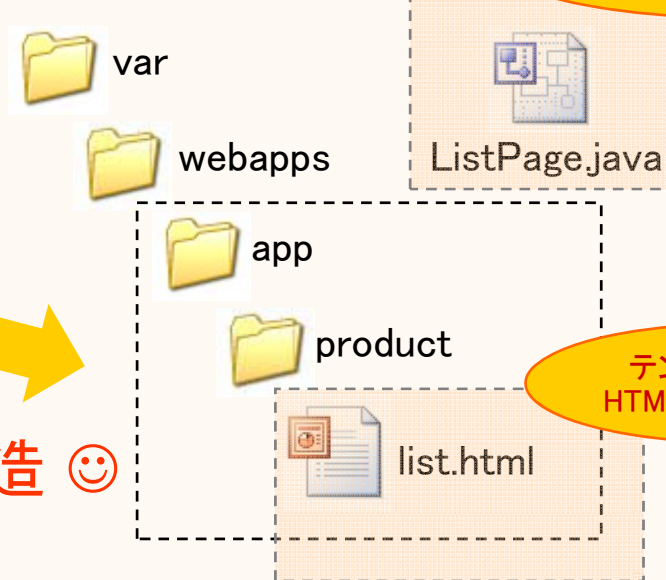 var
webapps
ListPage.java
app
product
テン
HTM
list.html
造 ☺